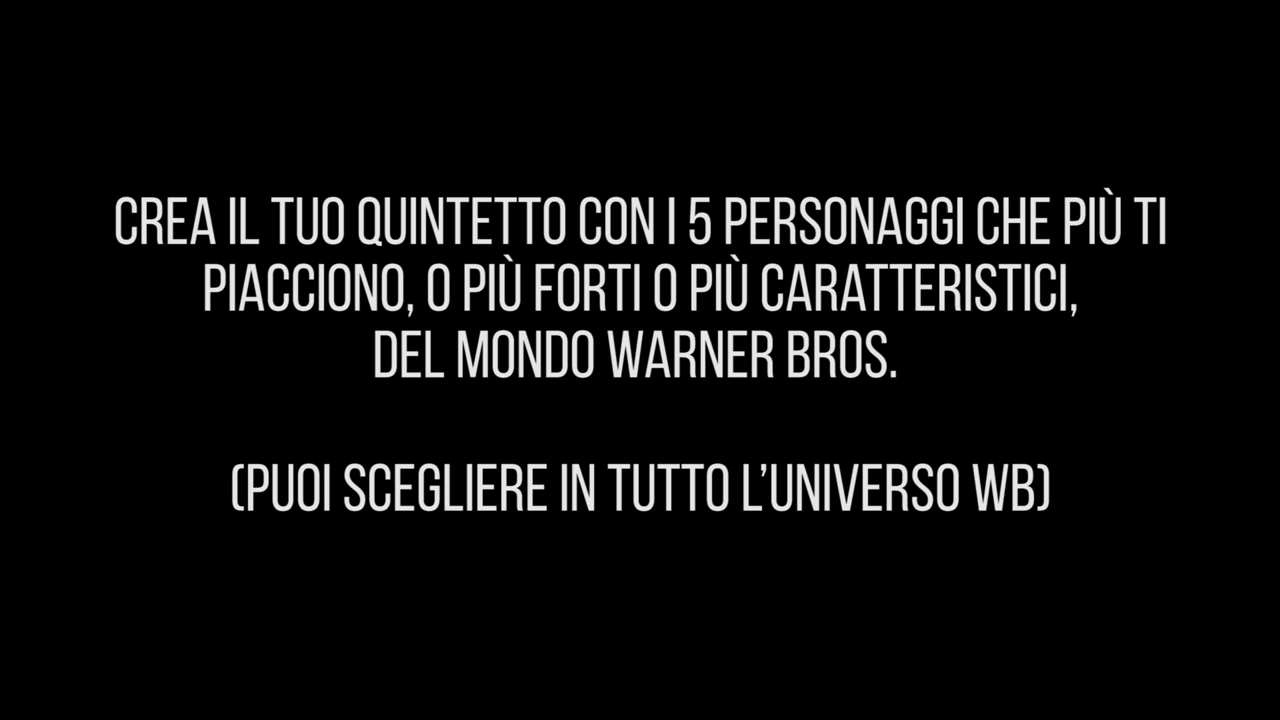 CREA IL TUO QUINTETTO CON I 5 PERSONAGGI CHE PIÙ TI
PIACCIONO, O PIÙ FORTI O PIÙ CARATTERISTICI,
DEL MONDO WARNER BROS.
(PUOI SCEGLIERE IN TUTTO L’UNIVERSO WB)